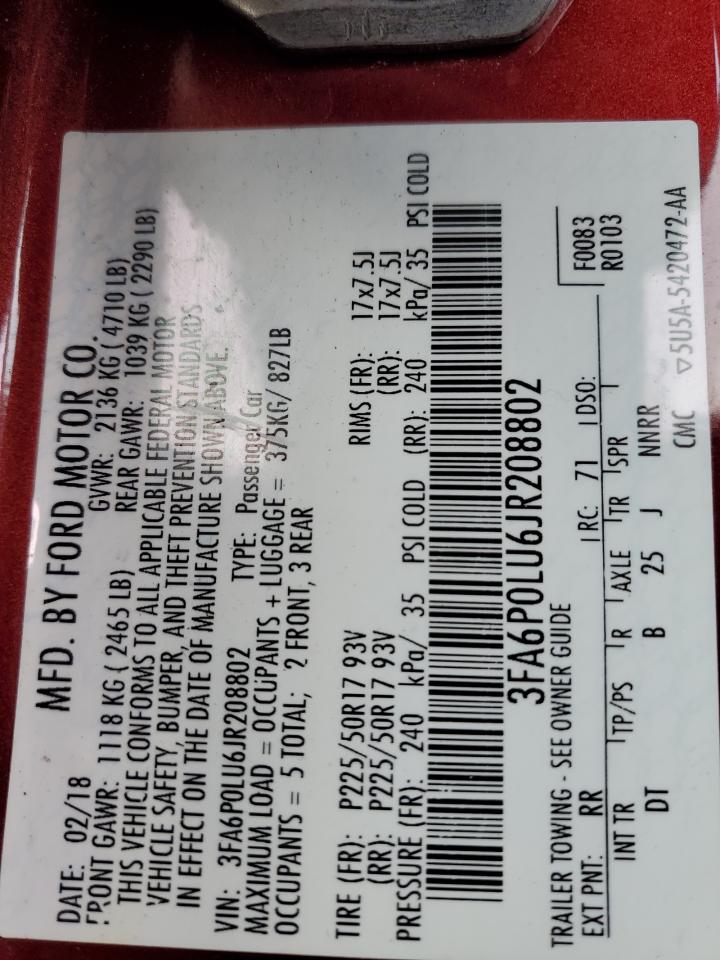 MFD. BY FORD MOTOR CO.
DATE: 02/18 GVWR: 2136 KG ( 4710 LB)
FRONT GAWR: 1118 KG ( 2465 LB) REAR GAWR: 1039 KG ( 2290 LB)
THIS VEHICLE CONFORMS TO ALL APPLICABLE FEDERAL MOTOR
VEHICLE SAFETY, BUMPER, AND THEFT PREVENTION STANDARDS
IN EFFECT ON THE DATE OF MANUFACTURE SHOWN ABOVE.
VIN: 3FA6P0LU6JR208802 TYPE: Passenger Car
MAXIMUM LOAD = OCCUPANTS + LUGGAGE = 375KG/ 827LB
OCCUPANTS = 5 TOTAL; 2 FRONT, 3 REAR
TIRE (FR): P225/50R17 93V RIMS (FR): 17x7.5J
(RR): P225/50R17 93V (RR): 17x7.5J
PRESSURE (FR): 240 kPa/ 35 PSI COLD (RR): 240 kPa/ 35 PSI COLD
3FA6P0LU6JR208802
TRAILER TOWING - SEE OWNER GUIDE
F0083
R0103
EXT PNT: RR RC: 71 DSO:
INT TR TP/PS R AXLE TR SPR
DT B 25 J NNRR
CMC ▽5U5A-5420472-AA